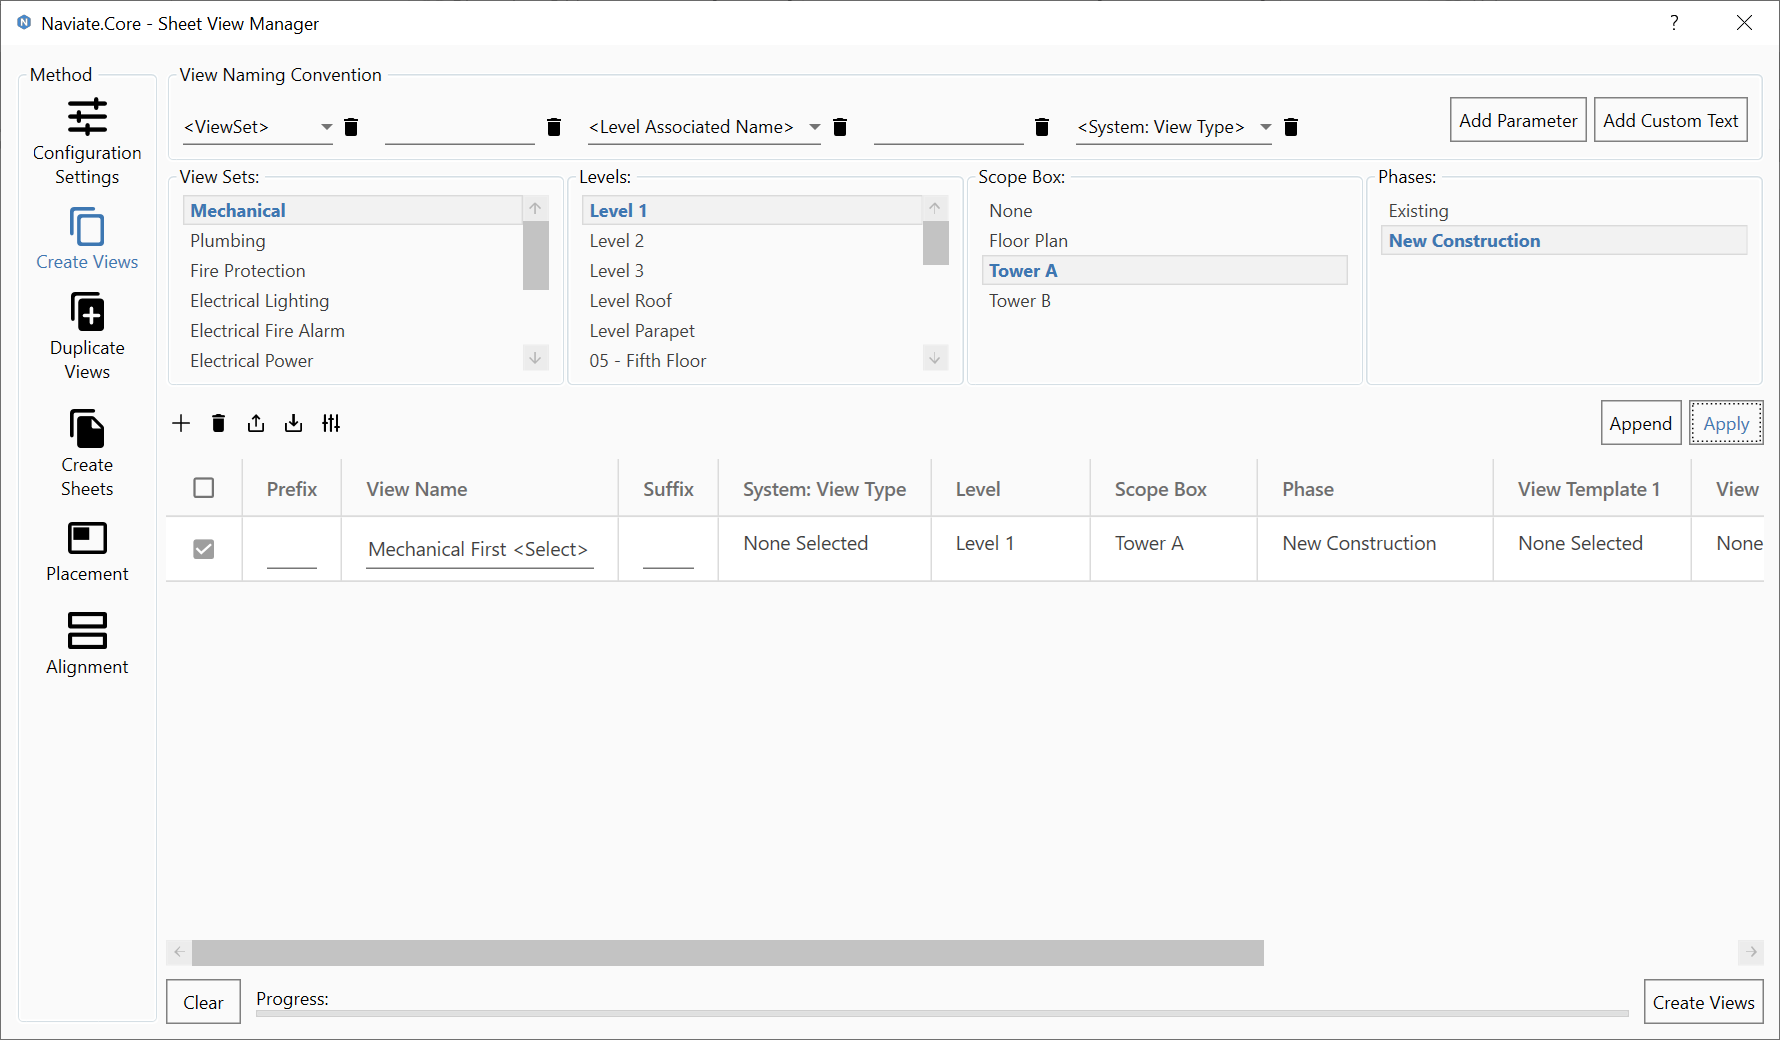 Naviate.Core - Sheet View Manager
?
Method
Configuration
Settings
Create Views
Duplicate
Views
Create
Sheets
Placement
Alignment
View Naming Convention
<ViewSet>
<Level Associated Name>
<System: View Type>
Add Parameter
Add Custom Text
View Sets:
Mechanical
Plumbing
Fire Protection
Electrical Lighting
Electrical Fire Alarm
Electrical Power
Levels:
Level 1
Level 2
Level 3
Level Roof
Level Parapet
05 - Fifth Floor
Scope Box:
None
Floor Plan
Tower A
Tower B
Phases:
Existing
New Construction
Append
Apply
Prefix View Name Suffix System: View Type Level Scope Box Phase View Template 1 View
Mechanical First <Select> None Selected Level 1 Tower A New Construction None Selected None
Clear
Progress:
Create Views